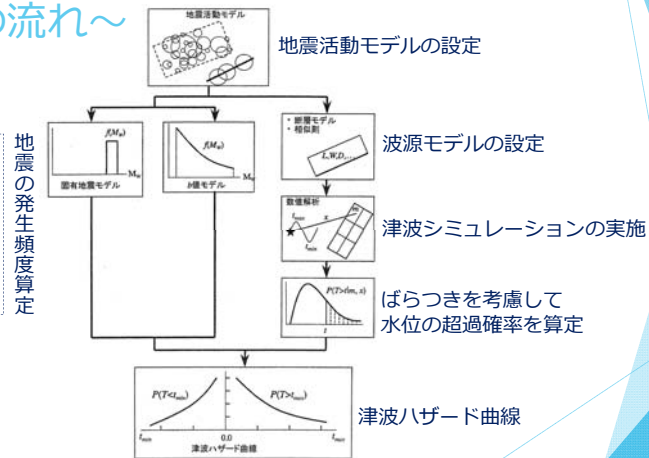 の流れ～
地震活動モデル
地震活動モデルの設定
地震の発生頻度算定
f(Mw)
Mw
固有地震モデル
f(Mw)
Mw
b値モデル
・断層モデル
・相似則
L,W,D,...
波源モデルの設定
数値解析
tmax
x
m
tmin
津波シミュレーションの実施
P(T>t|m, x)
t
ばらつきを考慮して
水位の超過確率を算定
P(T<tmin)
P(T>tmax)
tmin
0.0
tmax
津波ハザード曲線
津波ハザード曲線